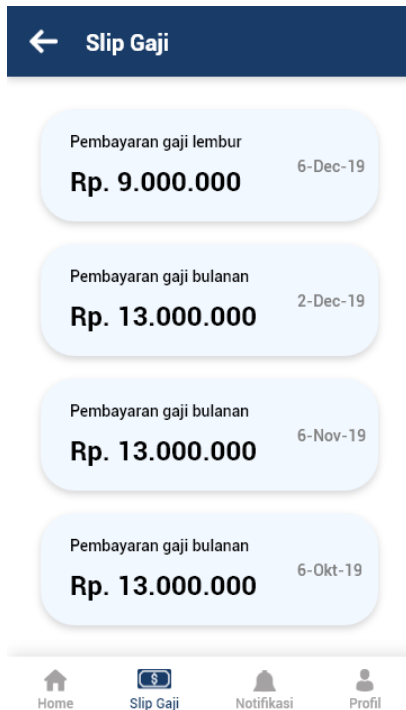 Slip Gaji
Pembayaran gaji lembur
Rp. 9.000.000
6-Dec-19
Pembayaran gaji bulanan
Rp. 13.000.000
2-Dec-19
Pembayaran gaji bulanan
Rp. 13.000.000
6-Nov-19
Pembayaran gaji bulanan
Rp. 13.000.000
6-Okt-19
Home
Slip Gaji
Notifikasi
Profil